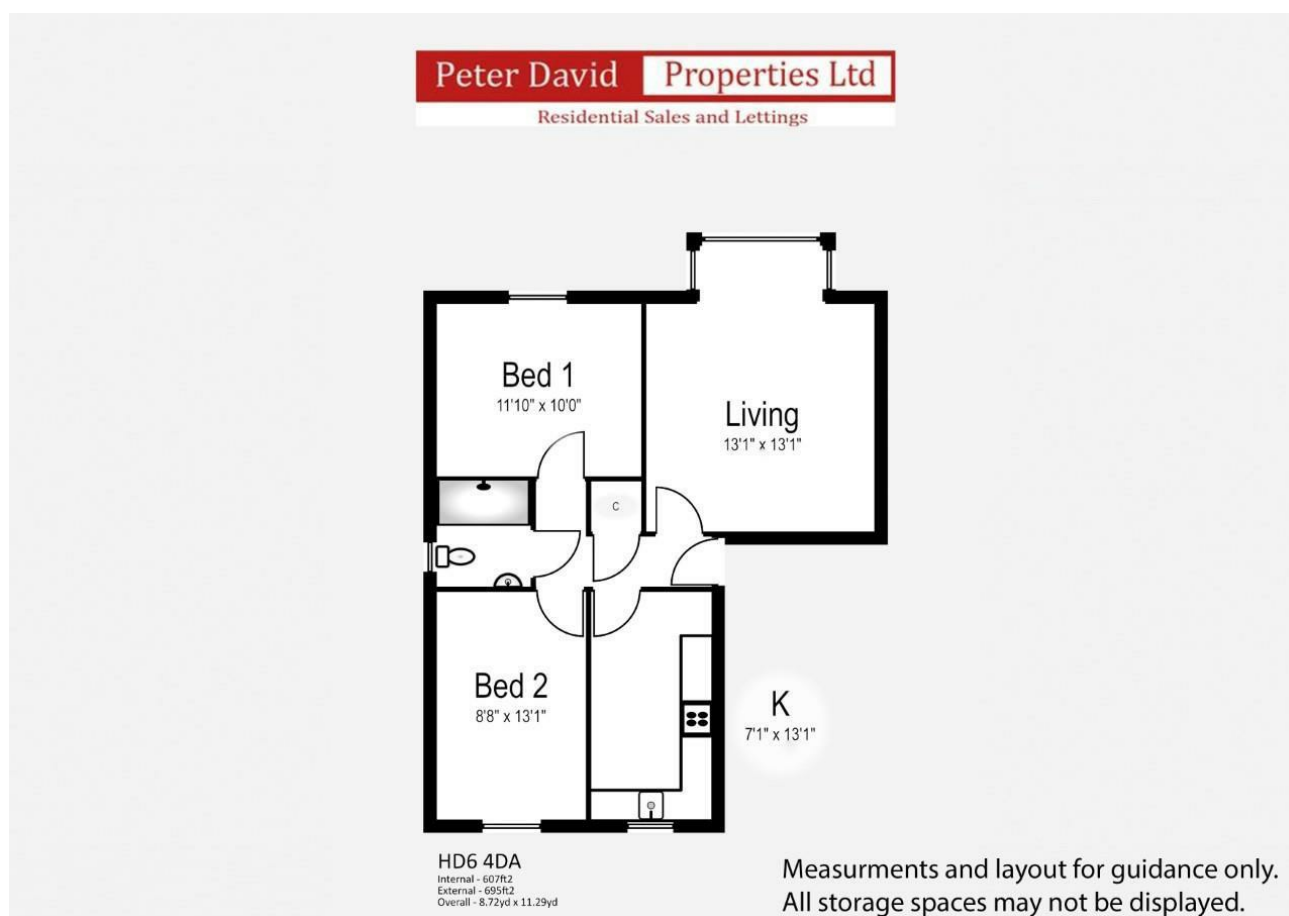 Peter David Properties Ltd
Residential Sales and Lettings
Bed 1
11'10" x 10'0"
Living
13'1" x 13'1"
C
Bed 2
8'8" x 13'1"
K
7'1" x 13'1"
HD6 4DA
Internal - 607ft2
External - 695ft2
Overall - 8.72yd x 11.29yd
Measurments and layout for guidance only.
All storage spaces may not be displayed.